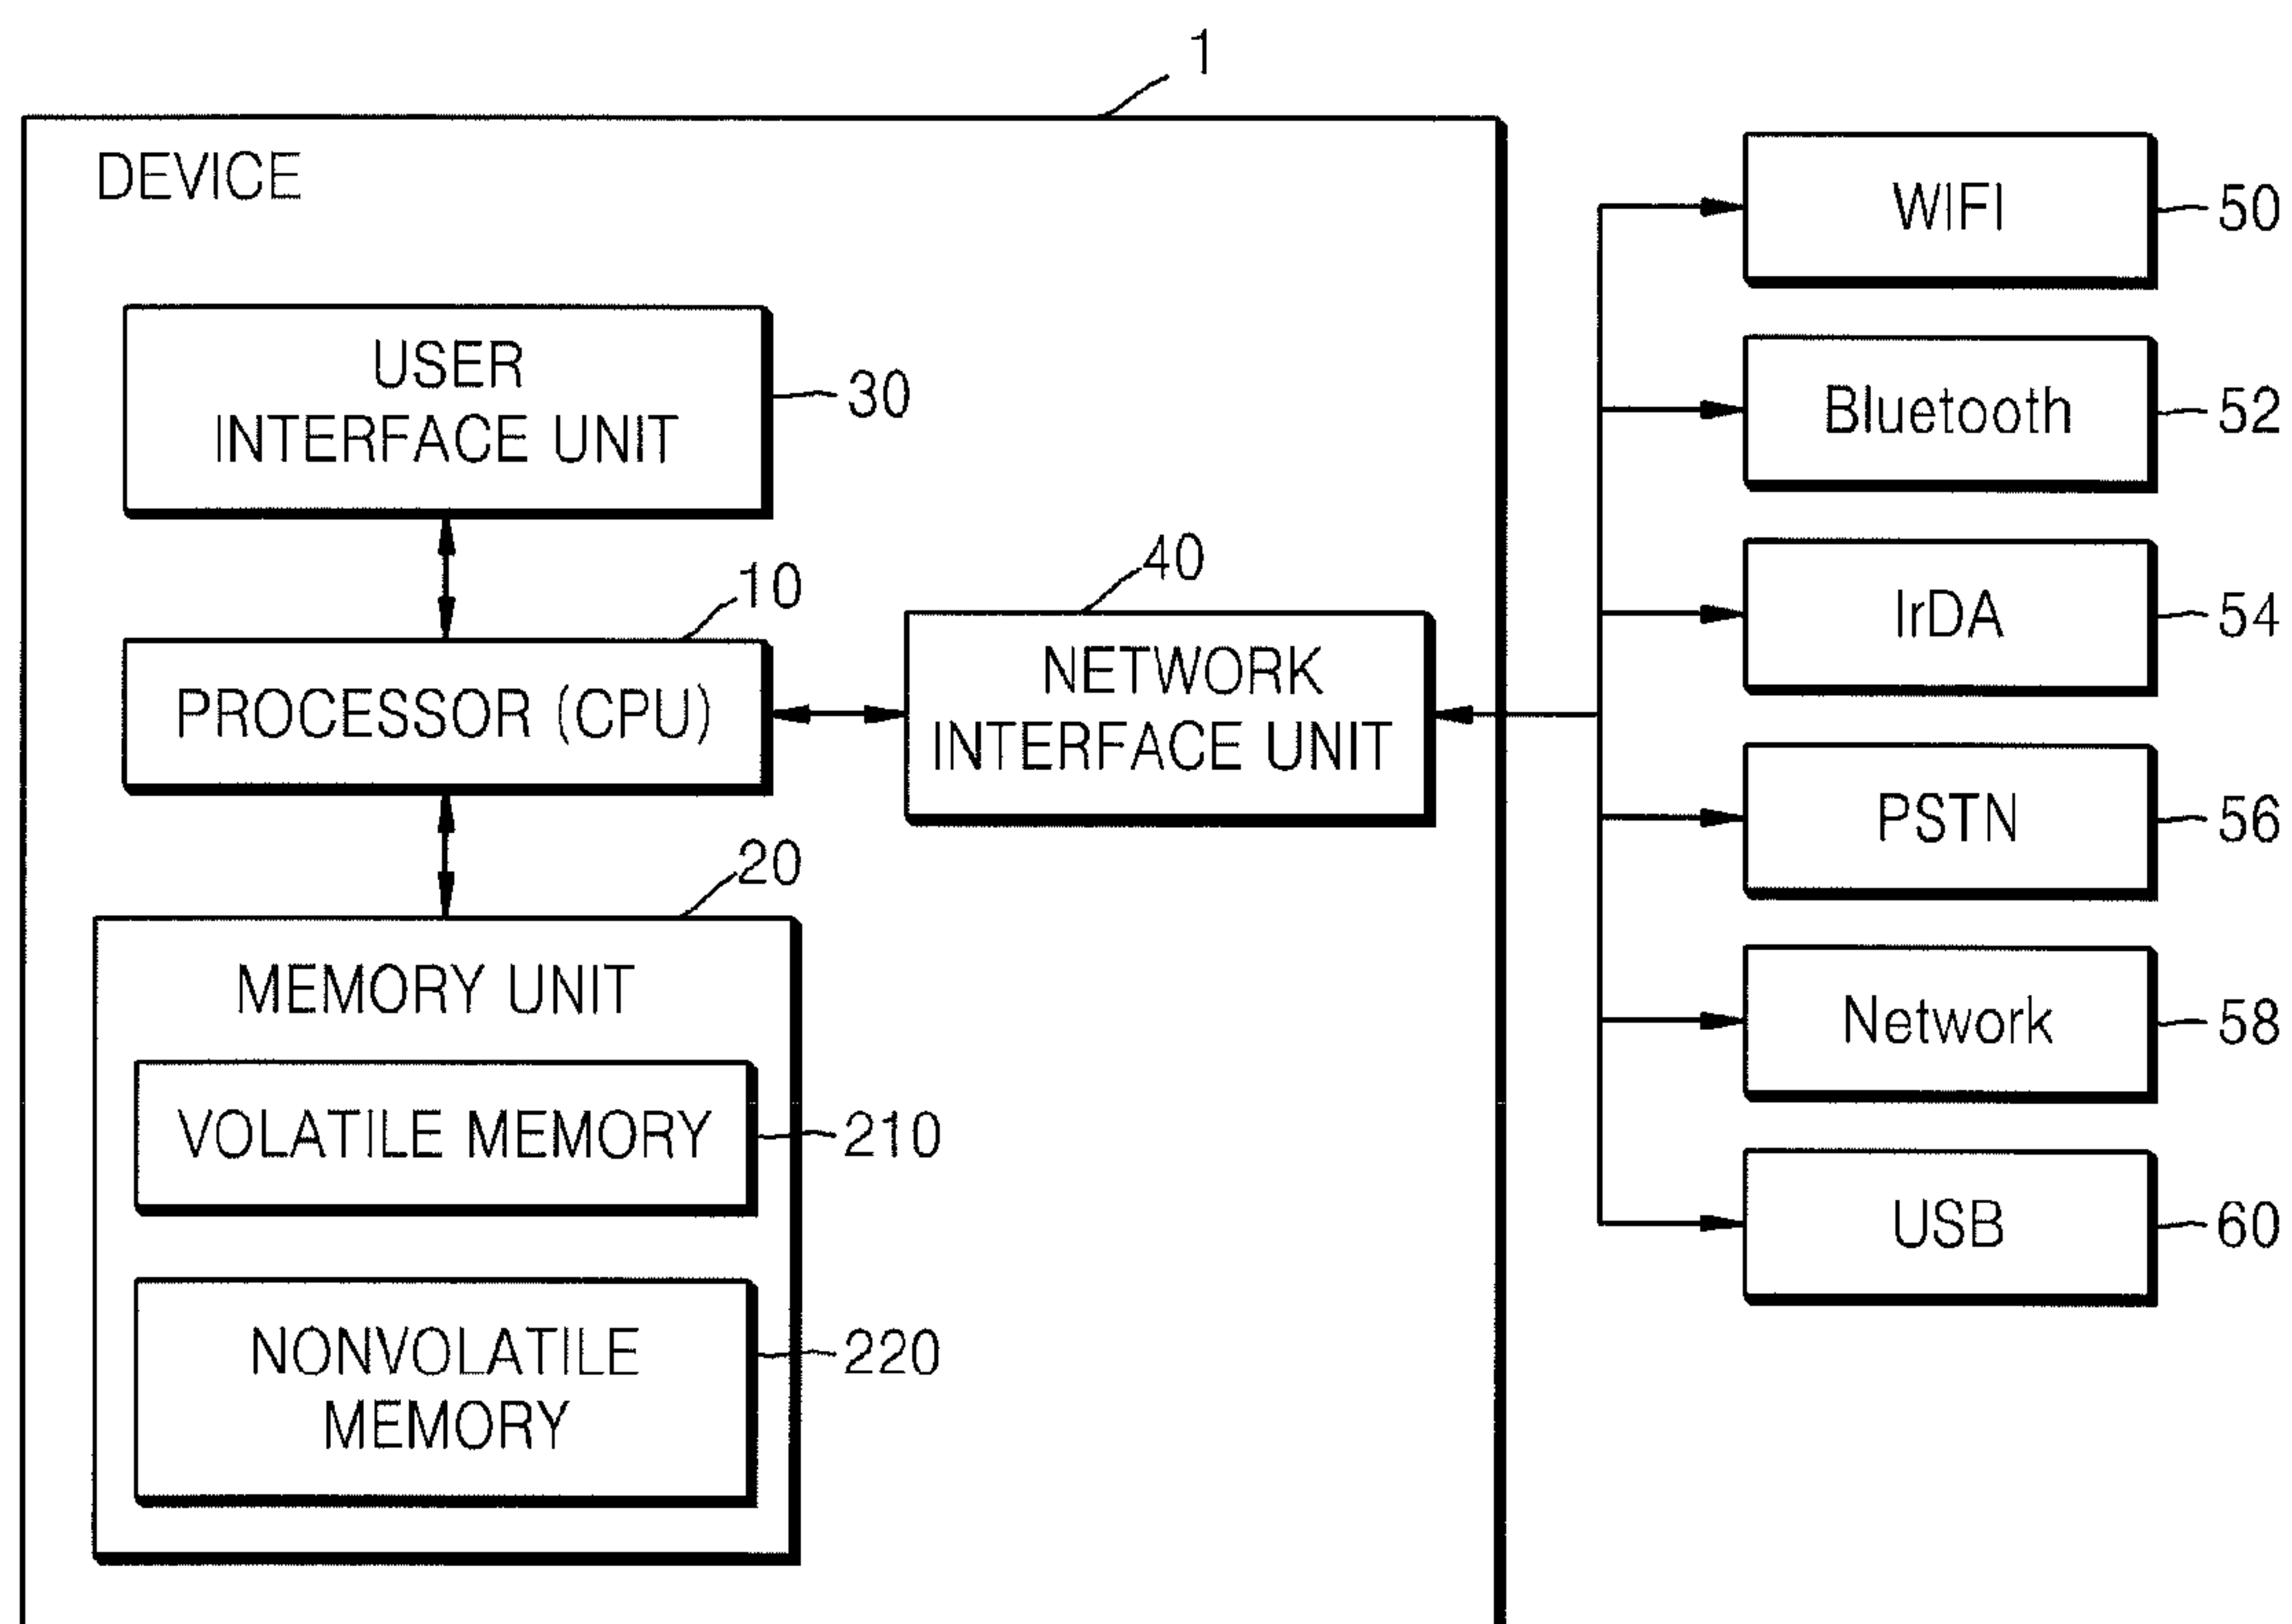 1
DEVICE
USER
INTERFACE UNIT
30
10
PROCESSOR (CPU)
40
NETWORK
INTERFACE UNIT
20
MEMORY UNIT
VOLATILE MEMORY
210
NONVOLATILE
MEMORY
220
WIFI
50
Bluetooth
52
IrDA
54
PSTN
56
Network
58
USB
60